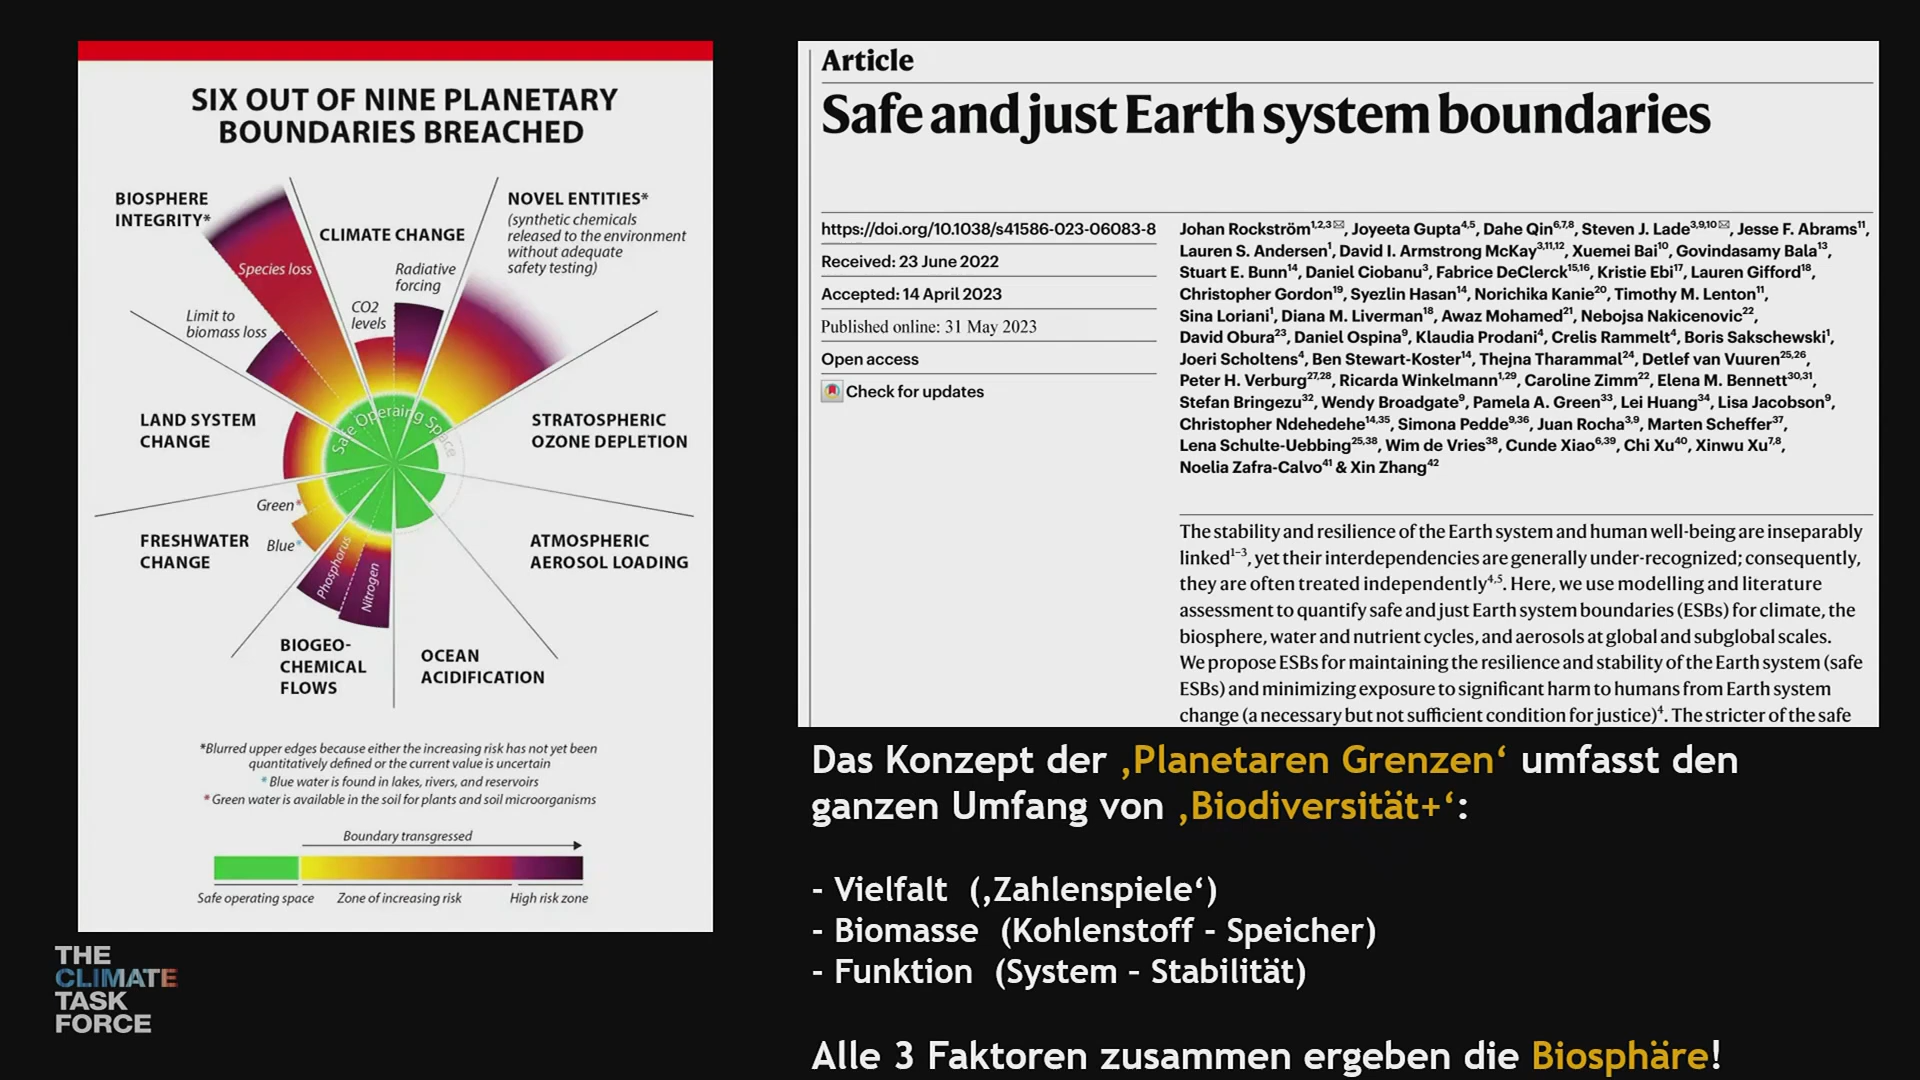 SIX OUT OF NINE PLANETARY
BOUNDARIES BREACHED
BIOSPHERE
INTEGRITY*
CLIMATE CHANGE
NOVEL ENTITIES*
(synthetic chemicals
released to the environment
without adequate
safety testing)
Species loss
Radiative
forcing
CO2
levels
Limit to
biomass loss
Safe Operaing Space
LAND SYSTEM
CHANGE
STRATOSPHERIC
OZONE DEPLETION
Green*
Blue*
FRESHWATER
CHANGE
ATMOSPHERIC
AEROSOL LOADING
Phosphorus
Nitrogen
BIOGEO-
CHEMICAL
FLOWS
OCEAN
ACIDIFICATION
*Blurred upper edges because either the increasing risk has not yet been
quantitatively defined or the current value is uncertain
* Blue water is found in lakes, rivers, and reservoirs
* Green water is available in the soil for plants and soil microorganisms
Boundary transgressed
Safe operating space
Zone of increasing risk
High risk zone
THE
CLIMATE
TASK
FORCE
Article
Safe and just Earth system boundaries
https://doi.org/10.1038/s41586-023-06083-8
Received: 23 June 2022
Accepted: 14 April 2023
Published online: 31 May 2023
Open access
Check for updates
Johan Rockström1,2,3✉, Joyeeta Gupta4,5, Dahe Qin6,7,8, Steven J. Lade3,9,10✉, Jesse F. Abrams11,
Lauren S. Andersen1, David I. Armstrong McKay3,11,12, Xuemei Bai10, Govindasamy Bala13,
Stuart E. Bunn14, Daniel Ciobanu3, Fabrice DeClerck15,16, Kristie Ebi17, Lauren Gifford18,
Christopher Gordon19, Syezlin Hasan14, Norichika Kanie20, Timothy M. Lenton11,
Sina Loriani1, Diana M. Liverman18, Awaz Mohamed21, Nebojsa Nakicenovic22,
David Obura23, Daniel Ospina9, Klaudia Prodani4, Crelis Rammelt4, Boris Sakschewski1,
Joeri Scholtens4, Ben Stewart-Koster14, Thejna Tharammal24, Detlef van Vuuren25,26,
Peter H. Verburg27,28, Ricarda Winkelmann1,29, Caroline Zimm22, Elena M. Bennett30,31,
Stefan Bringezu32, Wendy Broadgate9, Pamela A. Green33, Lei Huang34, Lisa Jacobson9,
Christopher Ndehedehe14,35, Simona Pedde9,36, Juan Rocha3,9, Marten Scheffer37,
Lena Schulte-Uebbing25,38, Wim de Vries38, Cunde Xiao6,39, Chi Xu40, Xinwu Xu7,8,
Noelia Zafra-Calvo41 & Xin Zhang42
The stability and resilience of the Earth system and human well-being are inseparably
linked1–3, yet their interdependencies are generally under-recognized; consequently,
they are often treated independently4,5. Here, we use modelling and literature
assessment to quantify safe and just Earth system boundaries (ESBs) for climate, the
biosphere, water and nutrient cycles, and aerosols at global and subglobal scales.
We propose ESBs for maintaining the resilience and stability of the Earth system (safe
ESBs) and minimizing exposure to significant harm to humans from Earth system
change (a necessary but not sufficient condition for justice)4. The stricter of the safe
Das Konzept der ‚Planetaren Grenzen‘ umfasst den
ganzen Umfang von ‚Biodiversität+‘:
- Vielfalt (‚Zahlenspiele‘)
- Biomasse (Kohlenstoff – Speicher)
- Funktion (System – Stabilität)
Alle 3 Faktoren zusammen ergeben die Biosphäre!